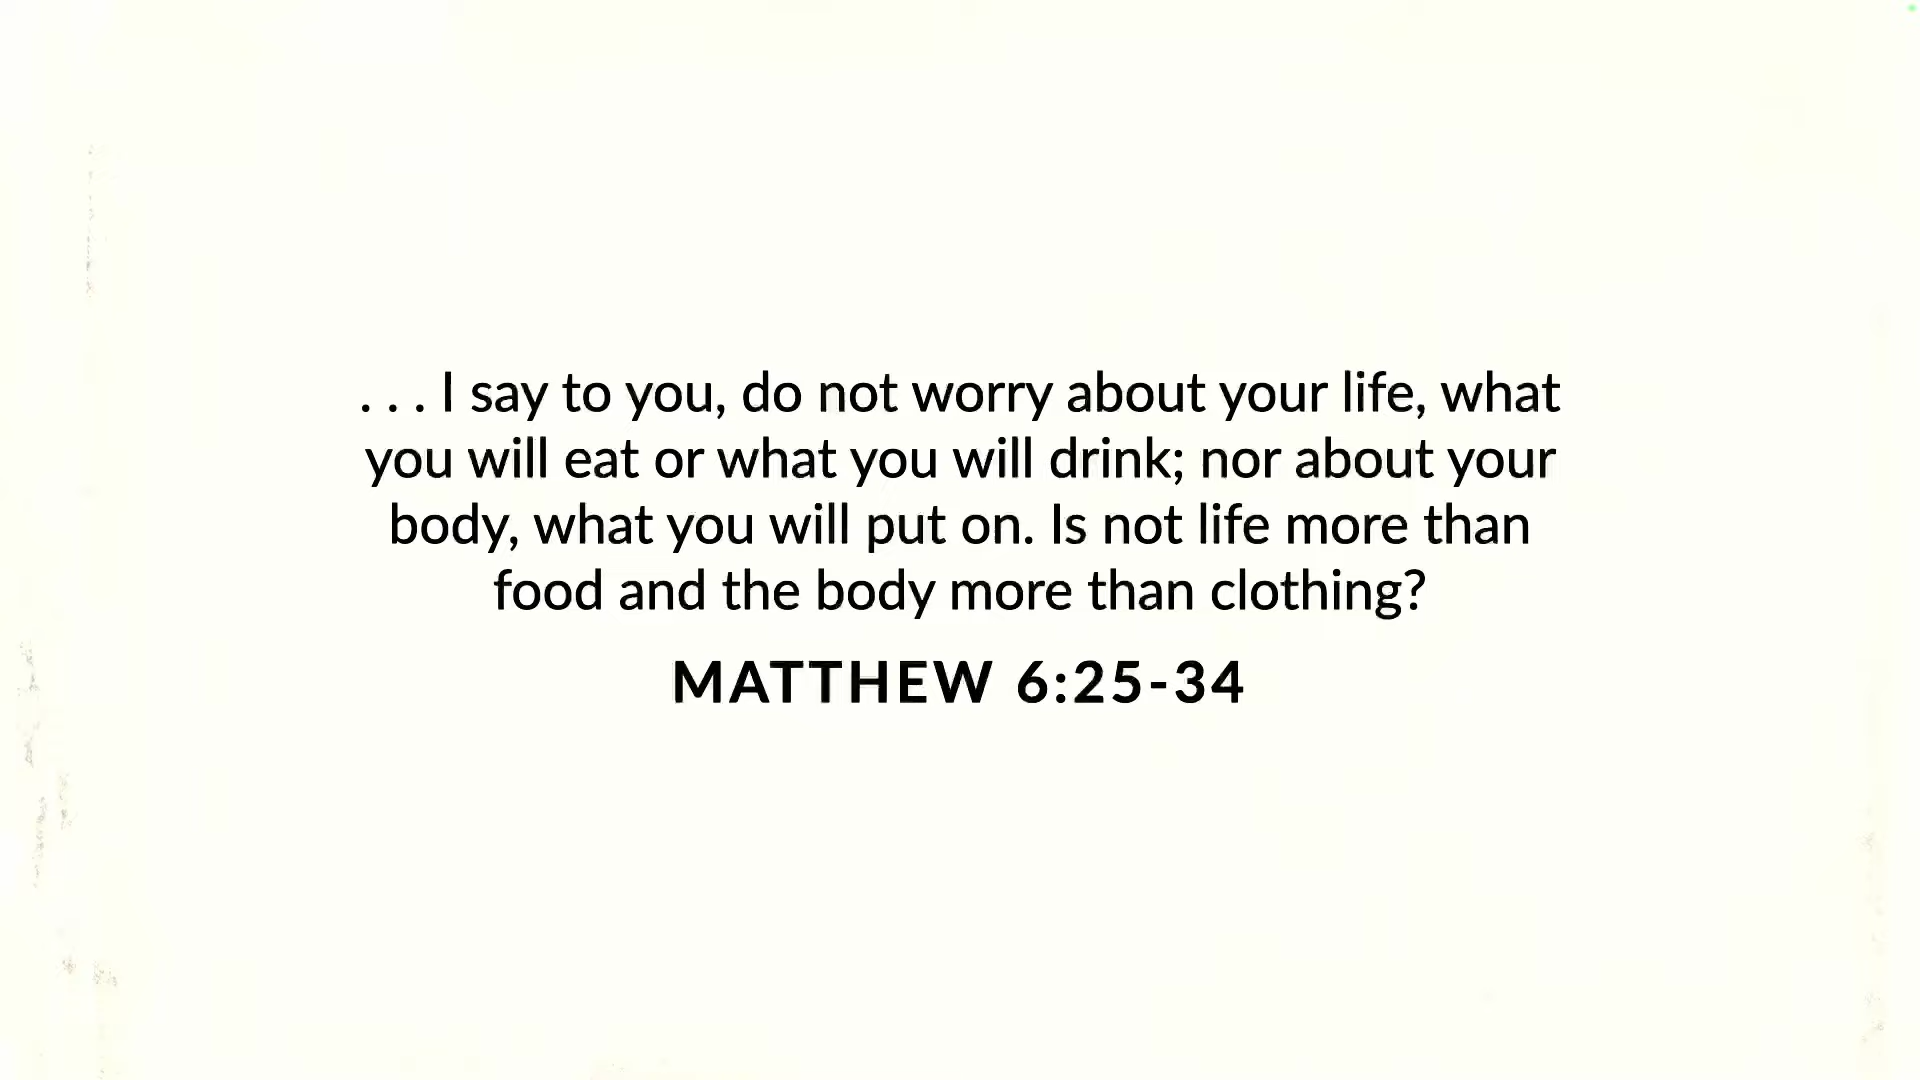 . . . I say to you, do not worry about your life, what
you will eat or what you will drink; nor about your
body, what you will put on. Is not life more than
food and the body more than clothing?
MATTHEW 6:25-34